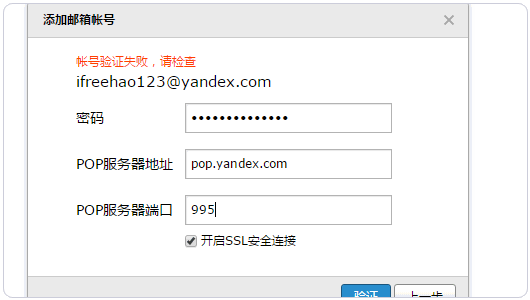 添加邮箱帐号
帐号验证失败，请检查
ifreehao123@yandex.com
密码 ••••••••••••••
POP服务器地址 pop.yandex.com
POP服务器端口 995
开启SSL安全连接
验证 上一步